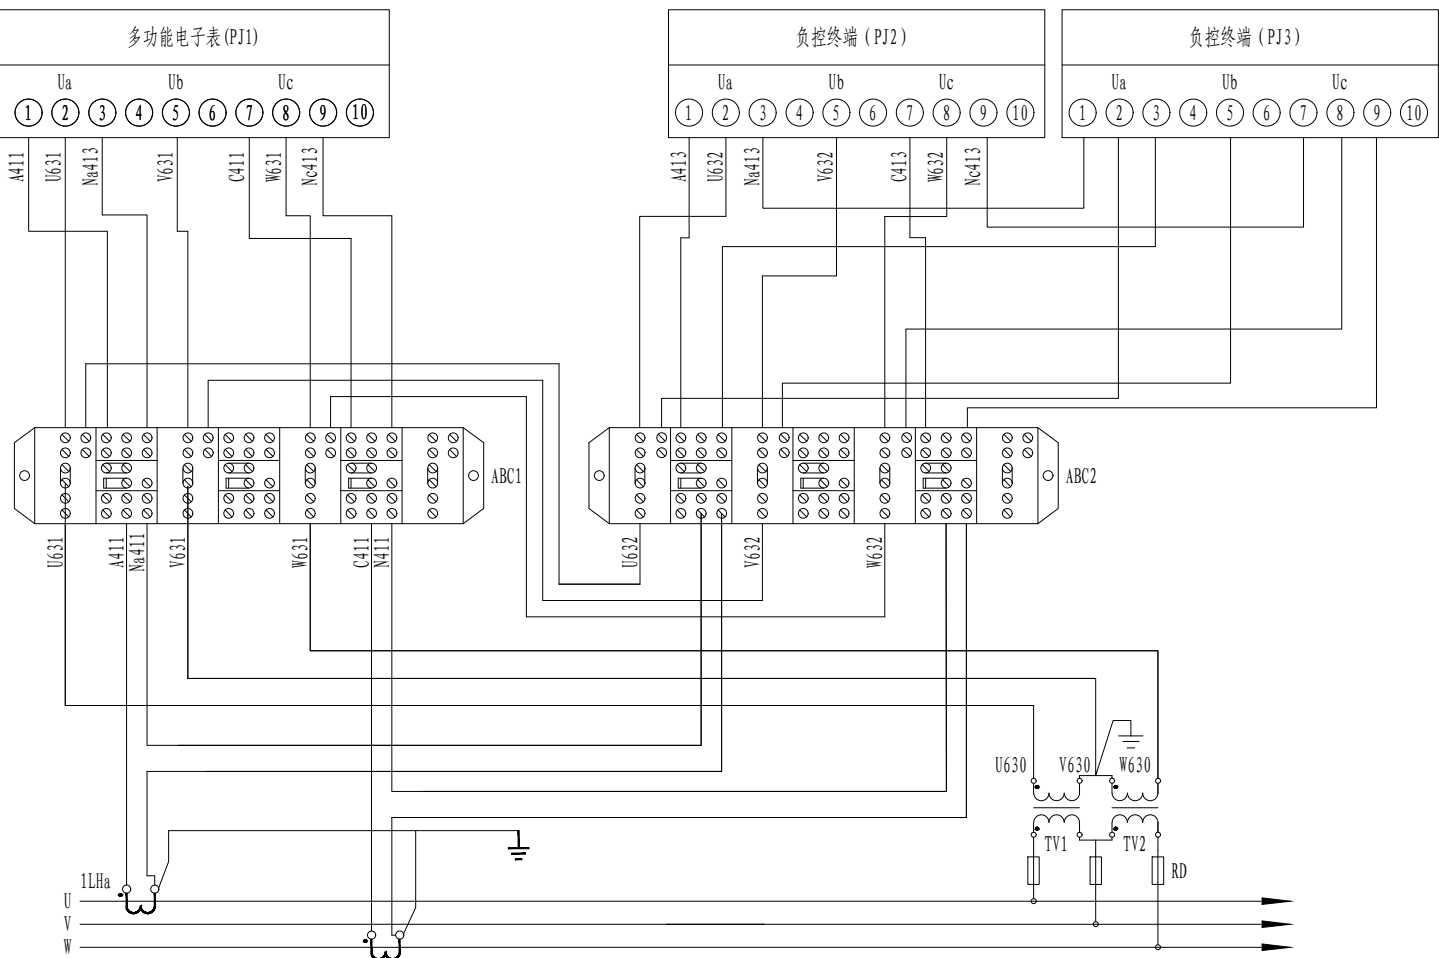 多功能电子表(PJ1)
负控终端（PJ2）
负控终端（PJ3）
Ua Ub Uc
Ua Ub Uc
Ua Ub Uc
1 2 3 4 5 6 7 8 9 10
1 2 3 4 5 6 7 8 9 10
1 2 3 4 5 6 7 8 9 10
A411 U631 Na413 V631 C411 W631 Nc413
A413 U632 Na413 V632 C413 W632 Nc413
ABC1
ABC2
U631 A411 Na411 V631 W631 C411 N411
U632 V632 W632
U630 V630 W630
TV1 TV2
RD
1LHa
U
V
W